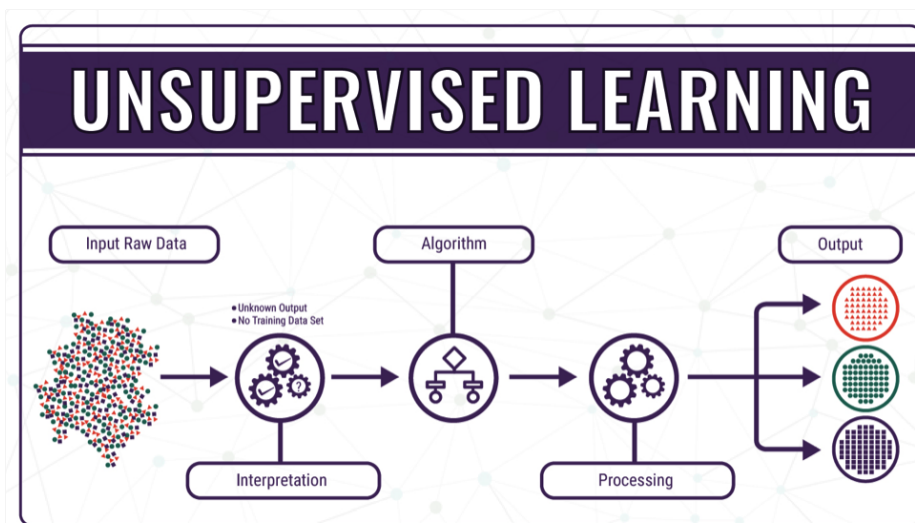 UNSUPERVISED LEARNING
Input Raw Data
Algorithm
Output
• Unknown Output
• No Training Data Set
?
Interpretation
Processing